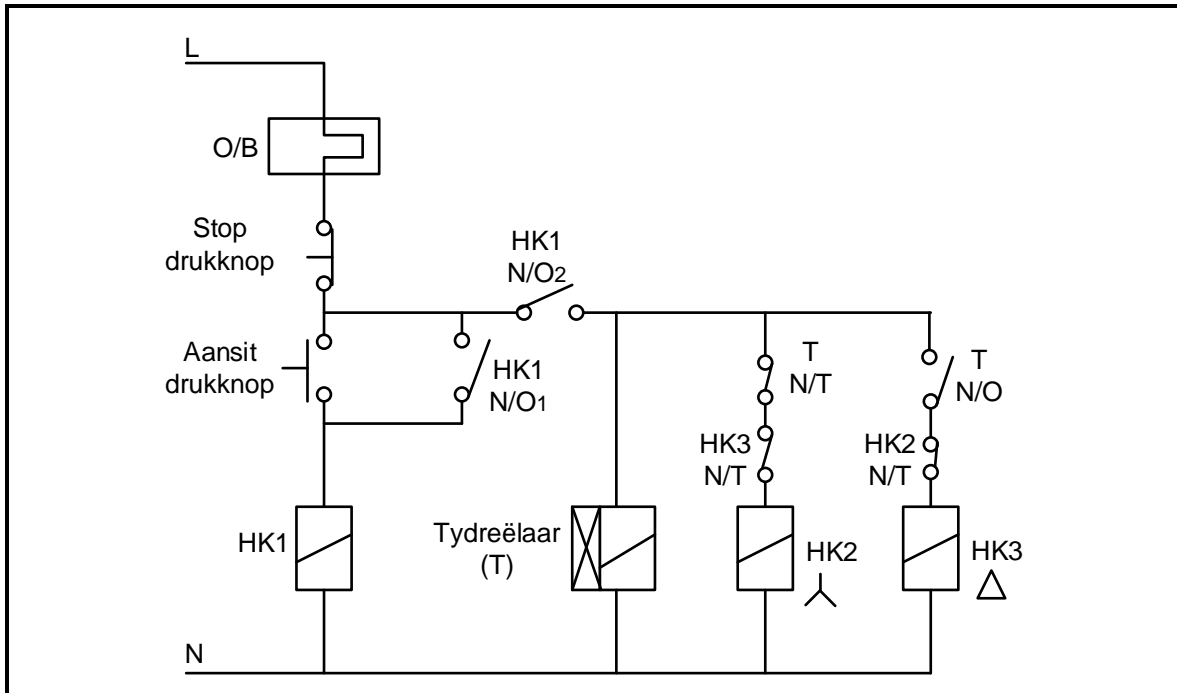 L
O/B
Stop
drukknop
HK1
N/O2
Aansit
drukknop
HK1
N/O1
T
N/T
T
N/O
HK3
N/T
HK2
N/T
HK1
Tydreëlaar
(T)
HK2
HK3
N